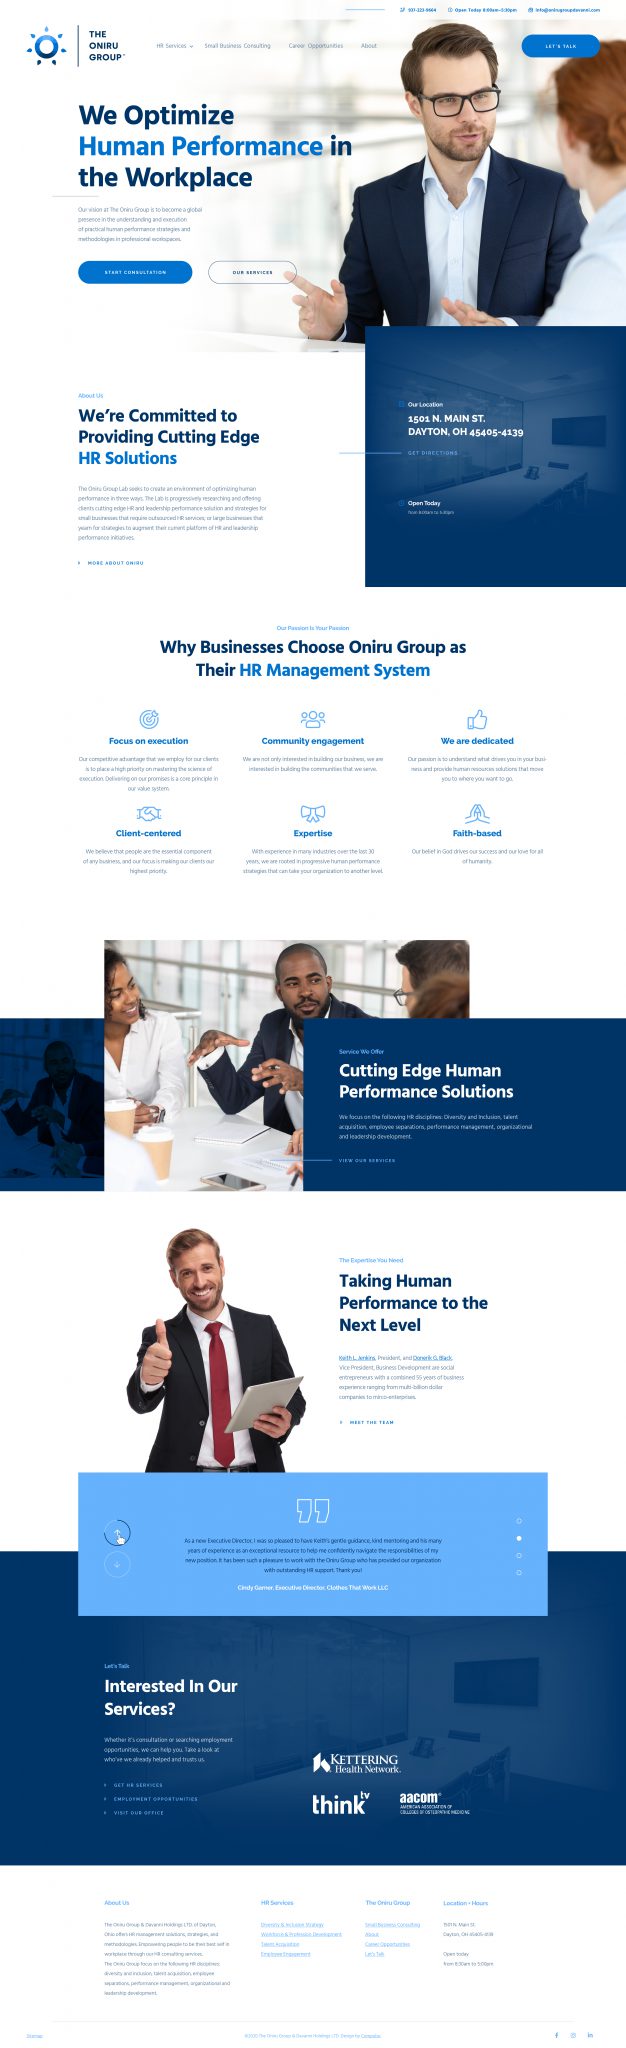 937-223-9664
Open Today 8:00am-5:30pm
info@onirugroupdavanni.com
THE
ONIRU
GROUP
HR Services
Small Business Consulting
Career Opportunities
About
LET'S TALK
We Optimize
Human Performance in
the Workplace
Our vision at The Oniru Group is to become a global
presence in the understanding and execution
of practical human performance strategies and
methodologies in professional workspaces.
START CONSULTATION
OUR SERVICES
About Us
We're Committed to
Providing Cutting Edge
HR Solutions
The Oniru Group Lab seeks to create an environment of optimizing human
performance in three ways. The Lab is progressively researching and offering
clients cutting edge HR and leadership performance solution and strategies for
small businesses that require outsourced HR services; or large businesses that
yearn for strategies to augment their current platform of HR and leadership
performance initiatives.
MORE ABOUT ONIRU
Our Location
1501 N. MAIN ST.
DAYTON, OH 45405-4139
GET DIRECTIONS
Open Today
from 8:00am to 5:30pm
Our Passion Is Your Passion
Why Businesses Choose Oniru Group as
Their HR Management System
Focus on execution
Our competitive advantage that we employ for our clients
is to place a high priority on mastering the science of
execution. Delivering on our promises is a core principle in
our value system.
Community engagement
We are not only interested in building our business, we are
interested in building the communities that we serve.
We are dedicated
Our passion is to understand what drives you in your busi-
ness and provide human resources solutions that move
you to where you want to go.
Client-centered
We believe that people are the essential component
of any business, and our focus is making our clients our
highest priority.
Expertise
With experience in many industries over the last 30
years, we are rooted in progressive human performance
strategies that can take your organization to another level.
Faith-based
Our belief in God drives our success and our love for all
of humanity.
Service We Offer
Cutting Edge Human
Performance Solutions
We focus on the following HR disciplines: Diversity and Inclusion, talent
acquisition, employee separations, performance management, organizational
and leadership development.
VIEW OUR SERVICES
The Expertise You Need
Taking Human
Performance to the
Next Level
Keith L. Jenkins, President, and Donerik G. Black,
Vice President, Business Development are social
entrepreneurs with a combined 55 years of business
experience ranging from multi-billion dollar
companies to mirco-enterprises.
MEET THE TEAM
As a new Executive Director, I was so pleased to have Keith's gentle guidance, kind mentoring and his many
years of experience as an exceptional resource to help me confidently navigate the responsibilities of my
new position. It has been such a pleasure to work with the Oniru Group who has provided our organization
with outstanding HR support. Thank you!
Cindy Garner, Executive Director, Clothes That Work LLC
Let's Talk
Interested In Our
Services?
Whether it's consultation or searching employment
opportunities, we can help you. Take a look at
who've we already helped and trusts us.
GET HR SERVICES
EMPLOYMENT OPPORTUNITIES
VISIT OUR OFFICE
KETTERING
Health Network.
think tv
aacom
AMERICAN ASSOCIATION OF
COLLEGES OF OSTEOPATHIC MEDICINE
About Us
The Oniru Group & Davanni Holdings LTD. of Dayton,
Ohio offers HR management solutions, strategies, and
methodologies. Empowering people to be their best self in
workplace through our HR consulting services.
The Oniru Group focus on the following HR disciplines:
diversity and inclusion, talent acquisition, employee
separations, performance management, organizational and
leadership development.
HR Services
Diversity & Inclusion Strategy
Workforce & Profession Development
Talent Acquisition
Employee Engagement
The Oniru Group
Small Business Consulting
About
Career Opportunities
Let's Talk
Location + Hours
1501 N. Main St.
Dayton, OH 45405-4139
Open today
from 8:30am to 5:00pm
Sitemap
©2020 The Oniru Group & Davanni Holdings LTD. Design by